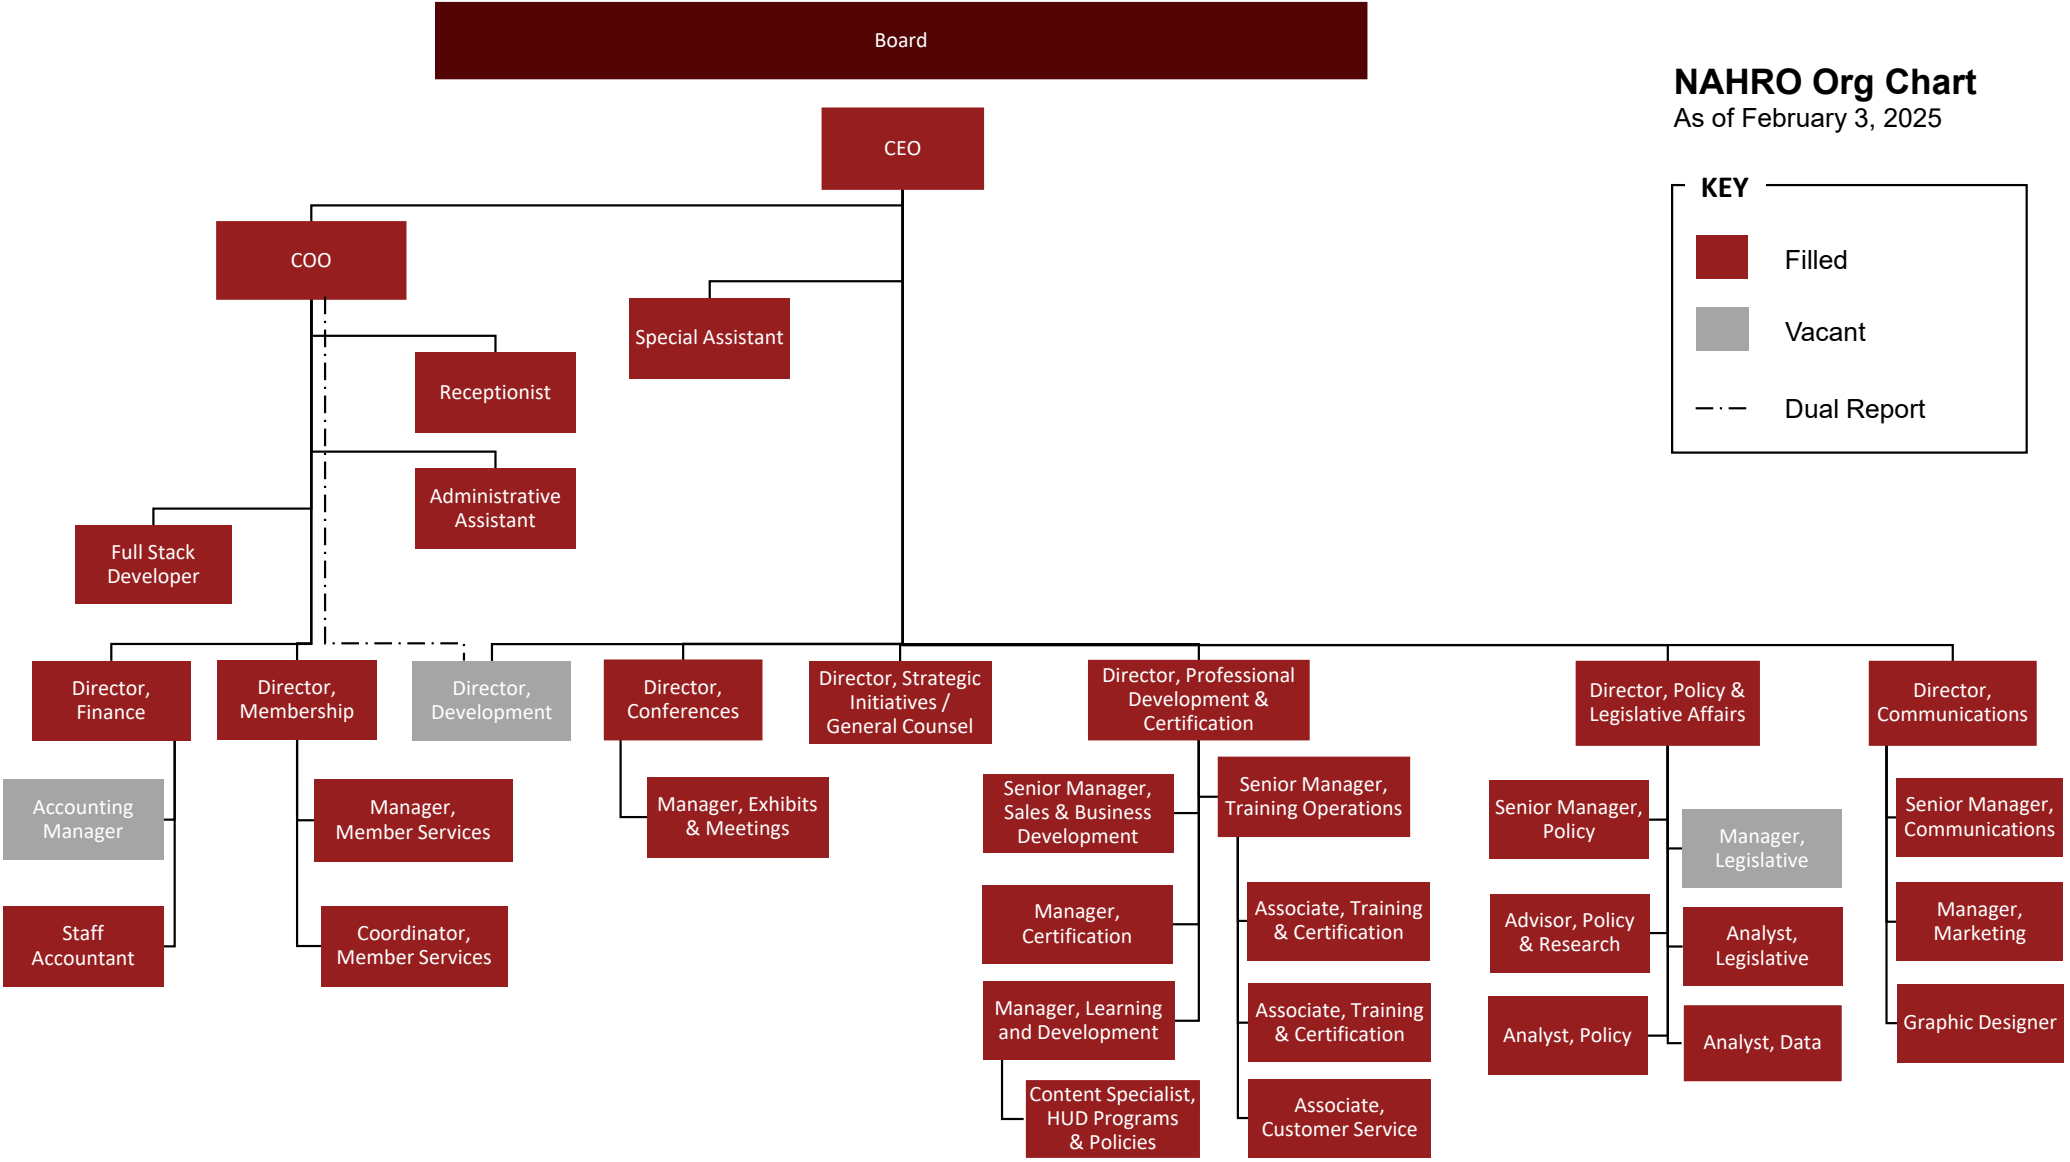 Board
NAHRO Org Chart
As of February 3, 2025
CEO
KEY
Filled
Vacant
Dual Report
COO
Special Assistant
Receptionist
Administrative
Assistant
Full Stack
Developer
Director,
Finance
Director,
Membership
Director,
Development
Director,
Conferences
Director, Strategic
Initiatives /
General Counsel
Director, Professional
Development &
Certification
Director, Policy &
Legislative Affairs
Director,
Communications
Accounting
Manager
Staff
Accountant
Manager,
Member Services
Coordinator,
Member Services
Manager, Exhibits
& Meetings
Senior Manager,
Sales & Business
Development
Manager,
Certification
Manager, Learning
and Development
Content Specialist,
HUD Programs
& Policies
Senior Manager,
Training Operations
Associate, Training
& Certification
Associate, Training
& Certification
Associate,
Customer Service
Senior Manager,
Policy
Advisor, Policy
& Research
Analyst, Policy
Manager,
Legislative
Analyst,
Legislative
Analyst, Data
Senior Manager,
Communications
Manager,
Marketing
Graphic Designer